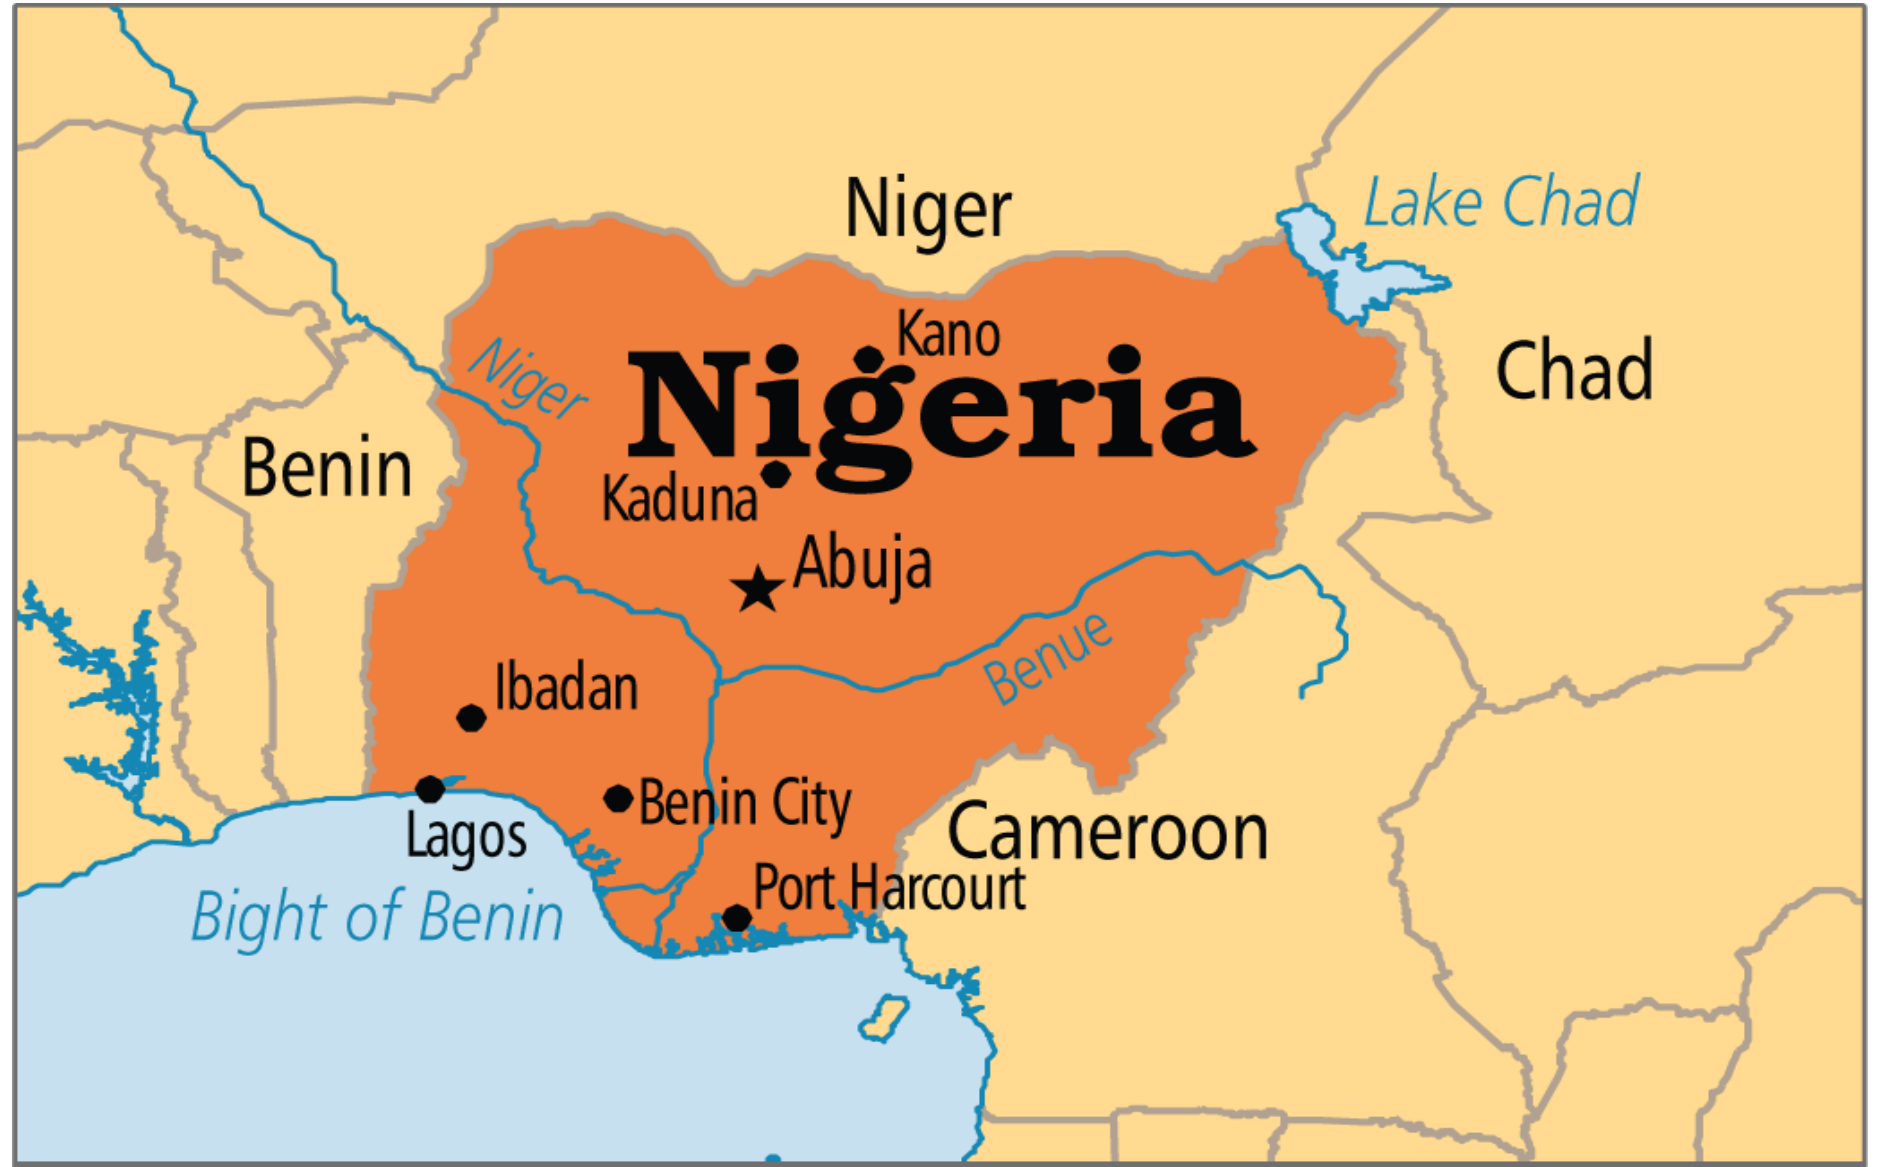 Niger
Lake Chad
Kano
Niger
Nigeria
Chad
Benin
Kaduna
Abuja
Benue
Ibadan
Benin City
Lagos
Cameroon
Port Harcourt
Bight of Benin